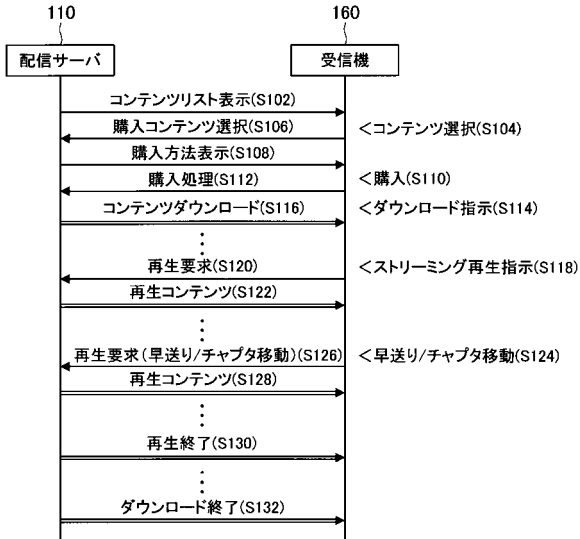 110
160
配信サーバ
受信機
コンテンツリスト表示(S102)
購入コンテンツ選択(S106)
<コンテンツ選択(S104)
購入方法表示(S108)
購入処理(S112)
<購入(S110)
コンテンツダウンロード(S116)
<ダウンロード指示(S114)
再生要求(S120)
<ストリーミング再生指示(S118)
再生コンテンツ(S122)
再生要求(早送り/チャプタ移動)(S126)
<早送り/チャプタ移動(S124)
再生コンテンツ(S128)
再生終了(S130)
ダウンロード終了(S132)